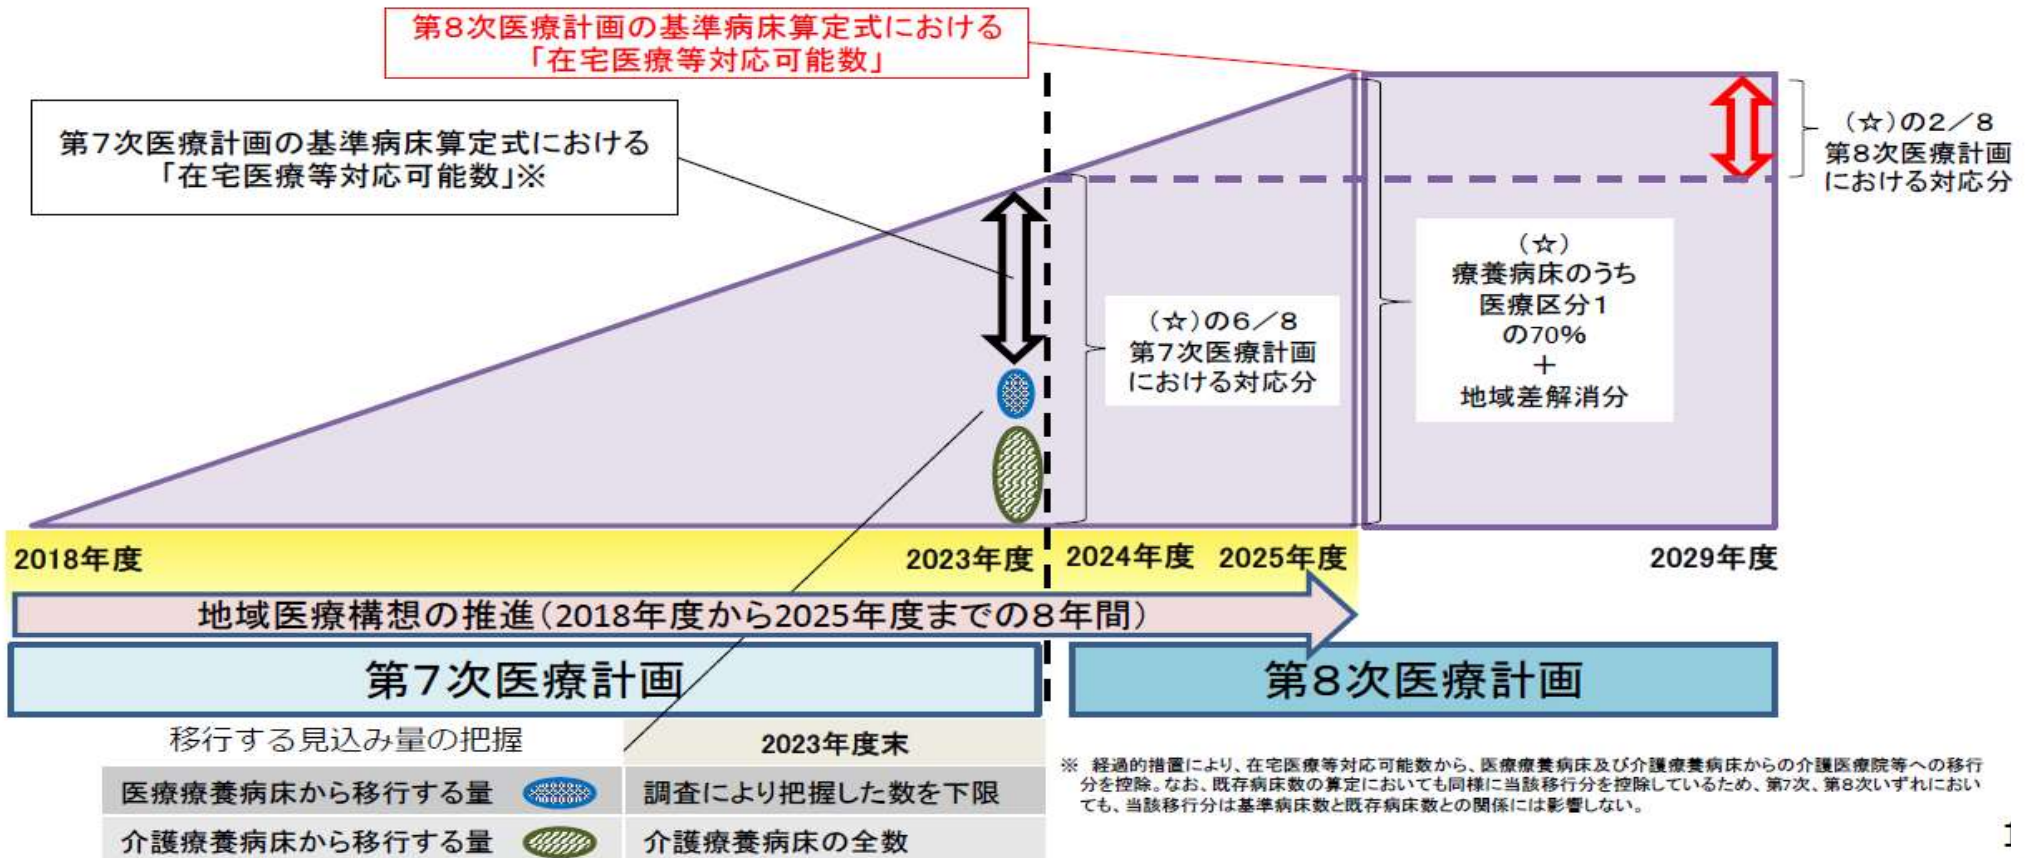 第8次医療計画の基準病床算定式における
「在宅医療等対応可能数」
第7次医療計画の基準病床算定式における
「在宅医療等対応可能数」※
(☆)の2/8
第8次医療計画
における対応分
(☆)
療養病床のうち
医療区分1
の70%
+
地域差解消分
(☆)の6/8
第7次医療計画
における対応分
2018年度
2023年度
2024年度
2025年度
2029年度
地域医療構想の推進(2018年度から2025年度までの8年間)
第7次医療計画
第8次医療計画
移行する見込み量の把握
2023年度末
医療療養病床から移行する量
調査により把握した数を下限
介護療養病床から移行する量
介護療養病床の全数
※ 経過的措置により、在宅医療等対応可能数から、医療療養病床及び介護療養病床からの介護医療院等への移行
分を控除。なお、既存病床数の算定においても同様に当該移行分を控除しているため、第7次、第8次いずれにおい
ても、当該移行分は基準病床数と既存病床数との関係には影響しない。